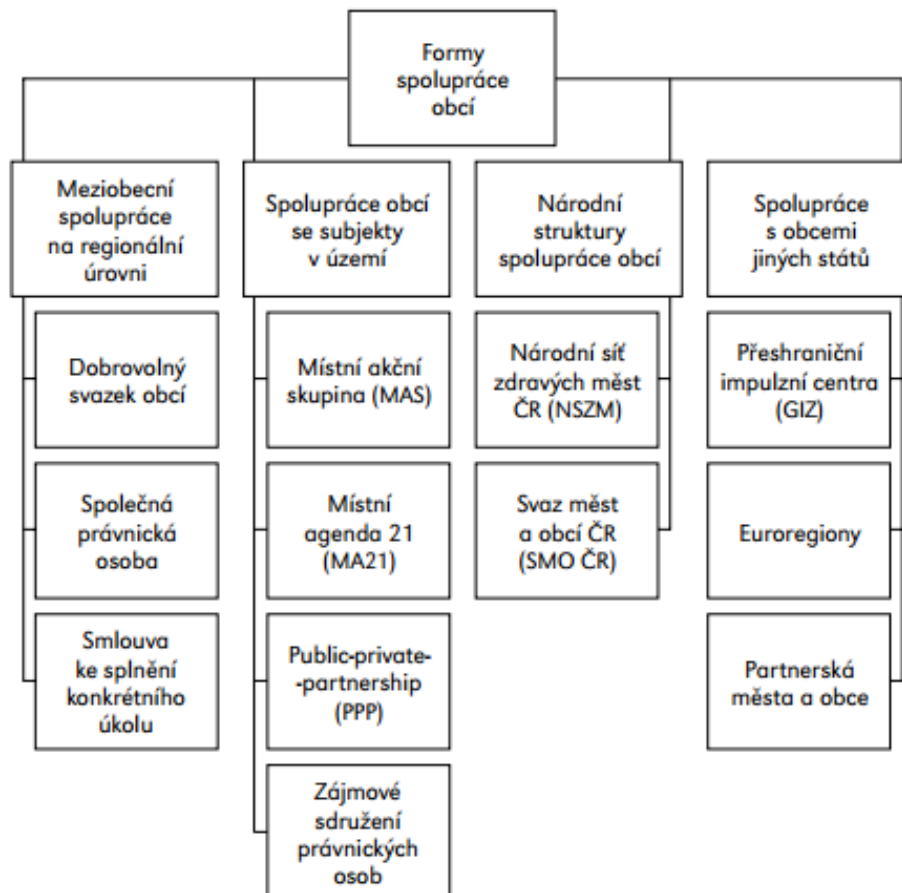 Formy
spolupráce
obcí
Meziobecní
spolupráce
na regionální
úrovni
Dobrovolný
svazek obcí
Společná
právnická
osoba
Smlouva
ke splnění
konkrétního
úkolu
Spolupráce obcí
se subjekty
v území
Místní akční
skupina (MAS)
Místní
agenda 21
(MA21)
Public-private-
-partnership
(PPP)
Zájmové
sdružení
právnických
osob
Národní
struktury
spolupráce obcí
Národní síť
zdravých měst
ČR (NSZM)
Svaz měst
a obcí ČR
(SMO ČR)
Spolupráce
s obcemi
jiných států
Přeshraniční
impulzní centra
(GIZ)
Euroregiony
Partnerská
města a obce